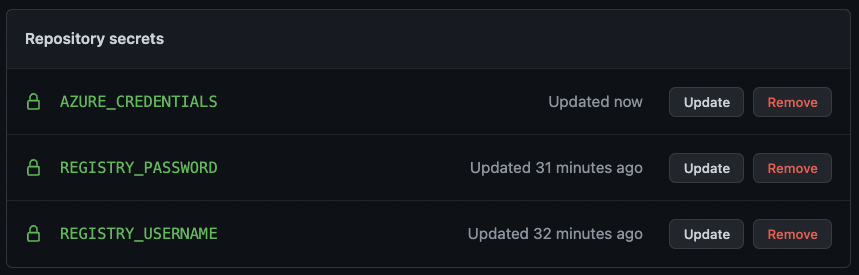 Repository secrets
AZURE_CREDENTIALS Updated now Update Remove
REGISTRY_PASSWORD Updated 31 minutes ago Update Remove
REGISTRY_USERNAME Updated 32 minutes ago Update Remove